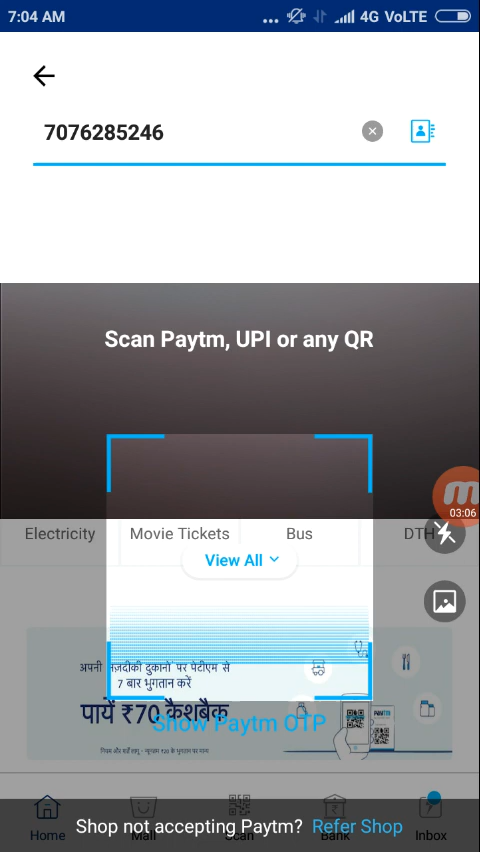 7:04 AM ... 4G VoLTE
7076285246
Scan Paytm, UPI or any QR
03:06
Electricity Movie Tickets Bus DTH
View All
अपनी नज़दीकी दुकानों पर पेटीएम से
7 बार भुगतान करें
पायें ₹70 कैशबैक
Show Paytm OTP
Home Mall Scan Bank Inbox
Shop not accepting Paytm? Refer Shop